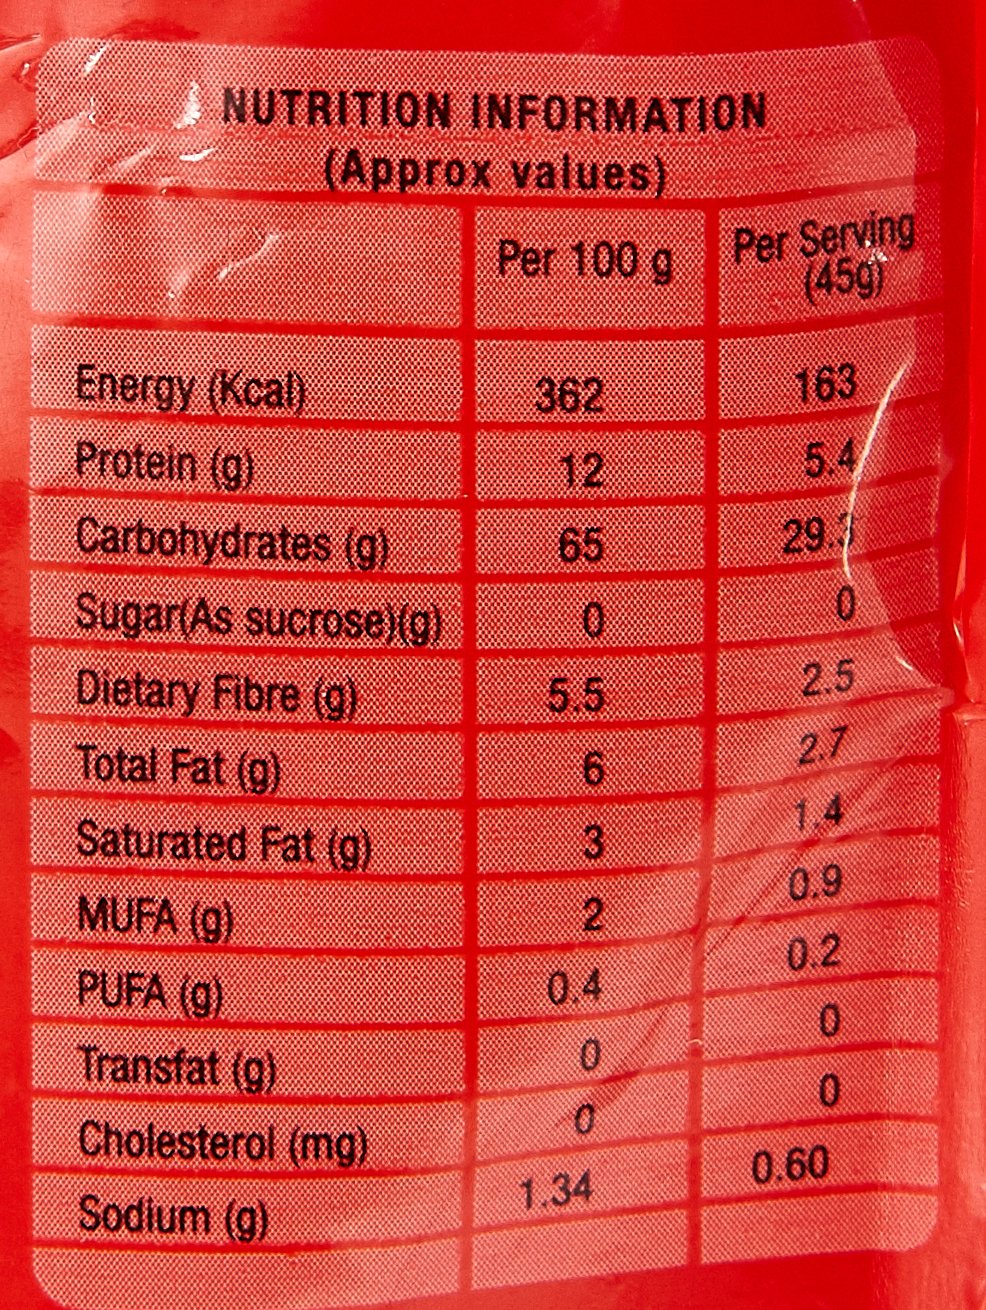 NUTRITION INFORMATION
(Approx values)
Per 100 g Per Serving (45g)
Energy (Kcal) 362 163
Protein (g) 12 5.4
Carbohydrates (g) 65 29.3
Sugar(As sucrose)(g) 0 0
Dietary Fibre (g) 5.5 2.5
Total Fat (g) 6 2.7
Saturated Fat (g) 3 1.4
MUFA (g) 2 0.9
PUFA (g) 0.4 0.2
Transfat (g) 0 0
Cholesterol (mg) 0 0
Sodium (g) 1.34 0.60